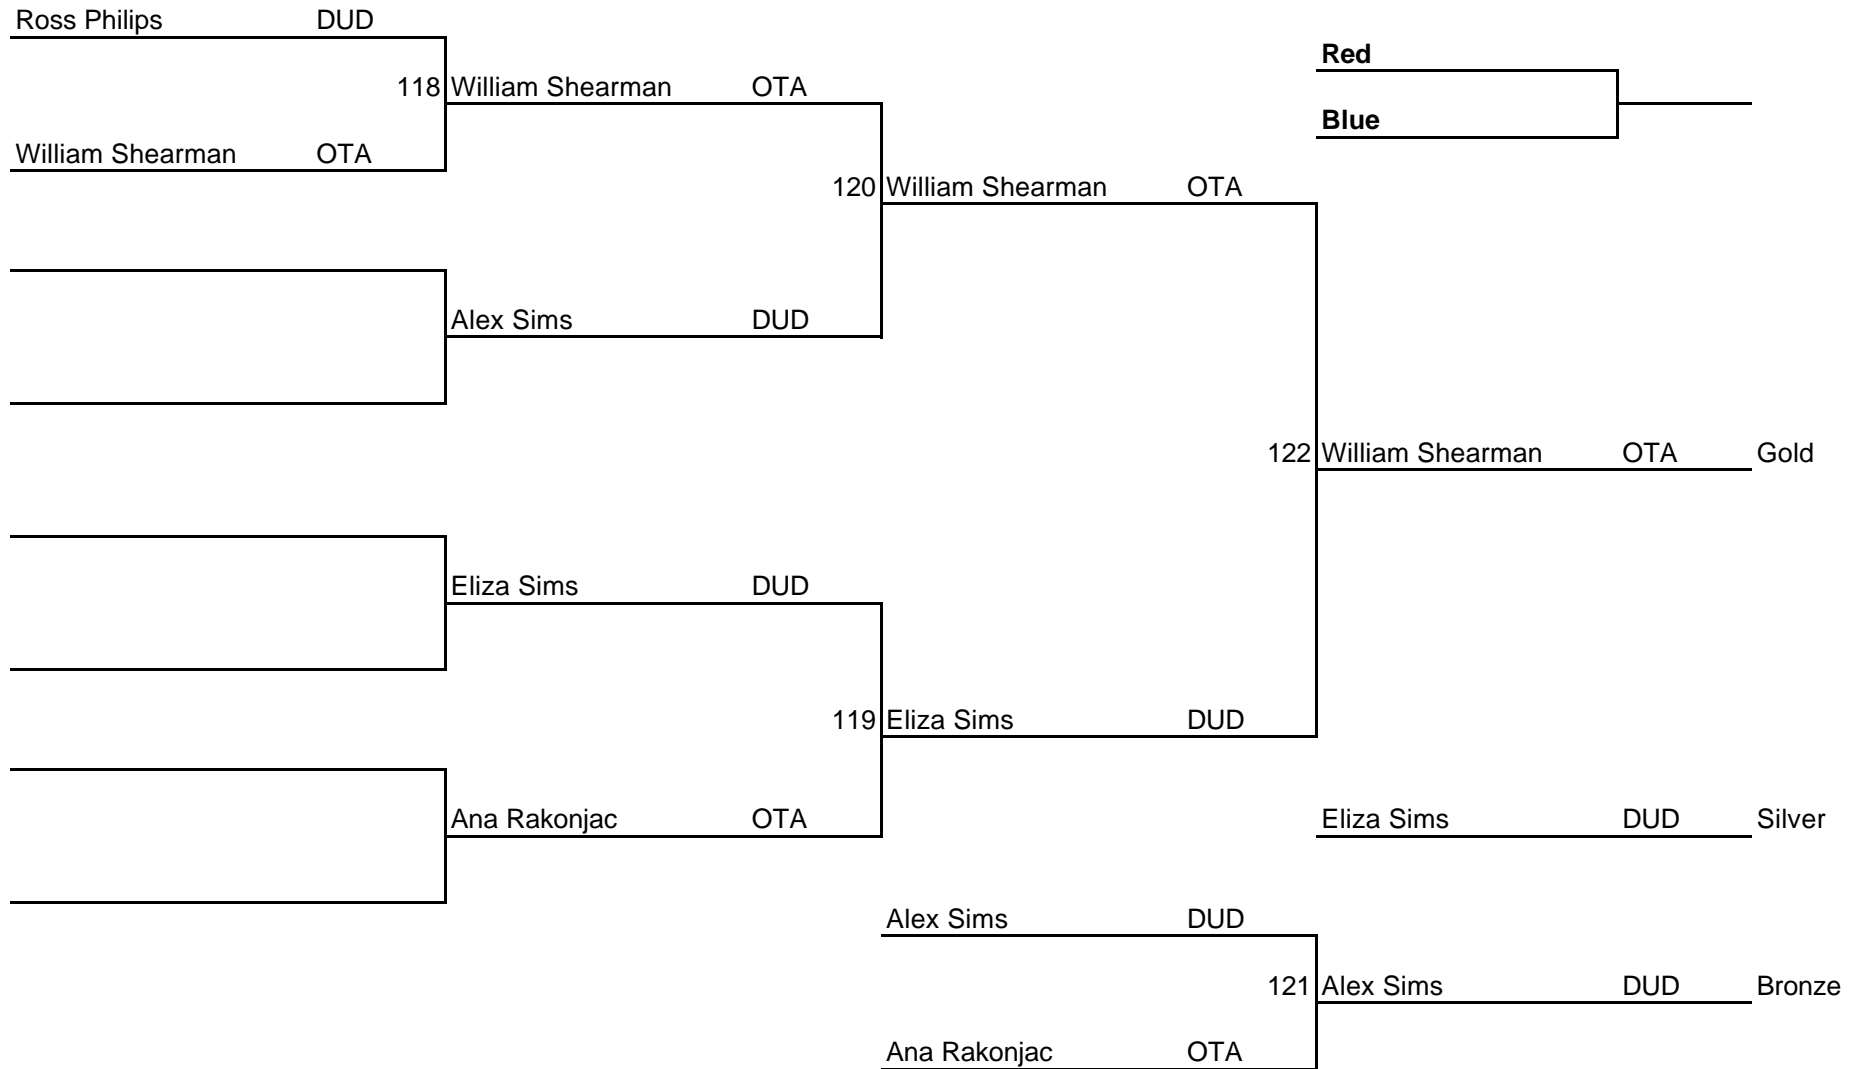 Ross Philips DUD
Red
118 William Shearman OTA
Blue
William Shearman OTA
120 William Shearman OTA
Alex Sims DUD
122 William Shearman OTA Gold
Eliza Sims DUD
119 Eliza Sims DUD
Ana Rakonjac OTA
Eliza Sims DUD Silver
Alex Sims DUD
121 Alex Sims DUD Bronze
Ana Rakonjac OTA